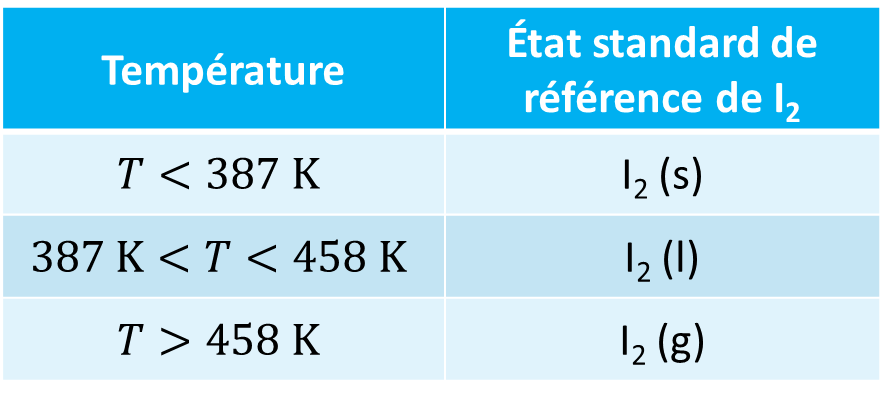 Température
État standard de
référence de I₂
T < 387 K
I₂ (s)
387 K < T < 458 K
I₂ (l)
T > 458 K
I₂ (g)